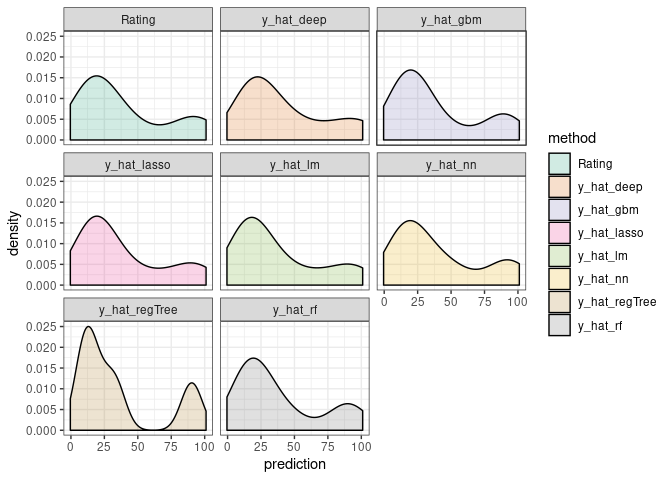 Rating
y_hat_deep
y_hat_gbm
0.025
0.020
0.015
0.010
0.005
0.000
y_hat_lasso
y_hat_lm
y_hat_nn
0.025
0.020
0.015
0.010
0.005
0.000
0 25 50 75 100
y_hat_regTree
y_hat_rf
0.025
0.020
0.015
0.010
0.005
0.000
0 25 50 75 100
0 25 50 75 100
density
prediction
method
Rating
y_hat_deep
y_hat_gbm
y_hat_lasso
y_hat_lm
y_hat_nn
y_hat_regTree
y_hat_rf